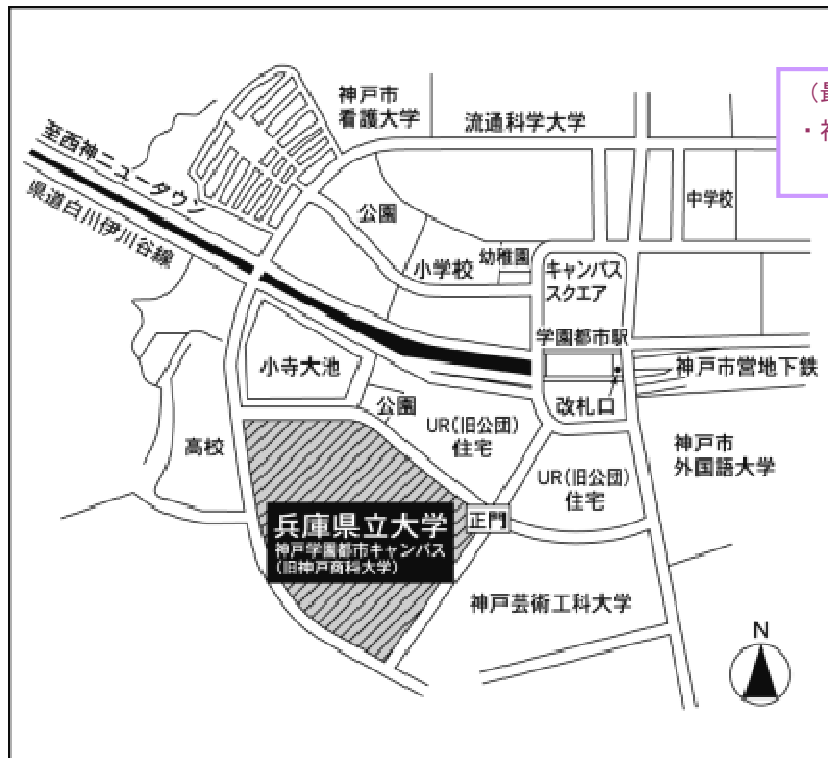 神戸市
看護大学
流通科学大学
（最
・神
至西神ニュータウン
県道白川伊川谷線
公園
中学校
小学校
幼稚園
キャンパス
スクエア
学園都市駅
小寺大池
神戸市営地下鉄
公園
改札口
高校
UR(旧公団)
住宅
神戸市
外国語大学
UR(旧公団)
住宅
兵庫県立大学
神戸学園都市キャンパス
(旧神戸商科大学)
正門
神戸芸術工科大学
N